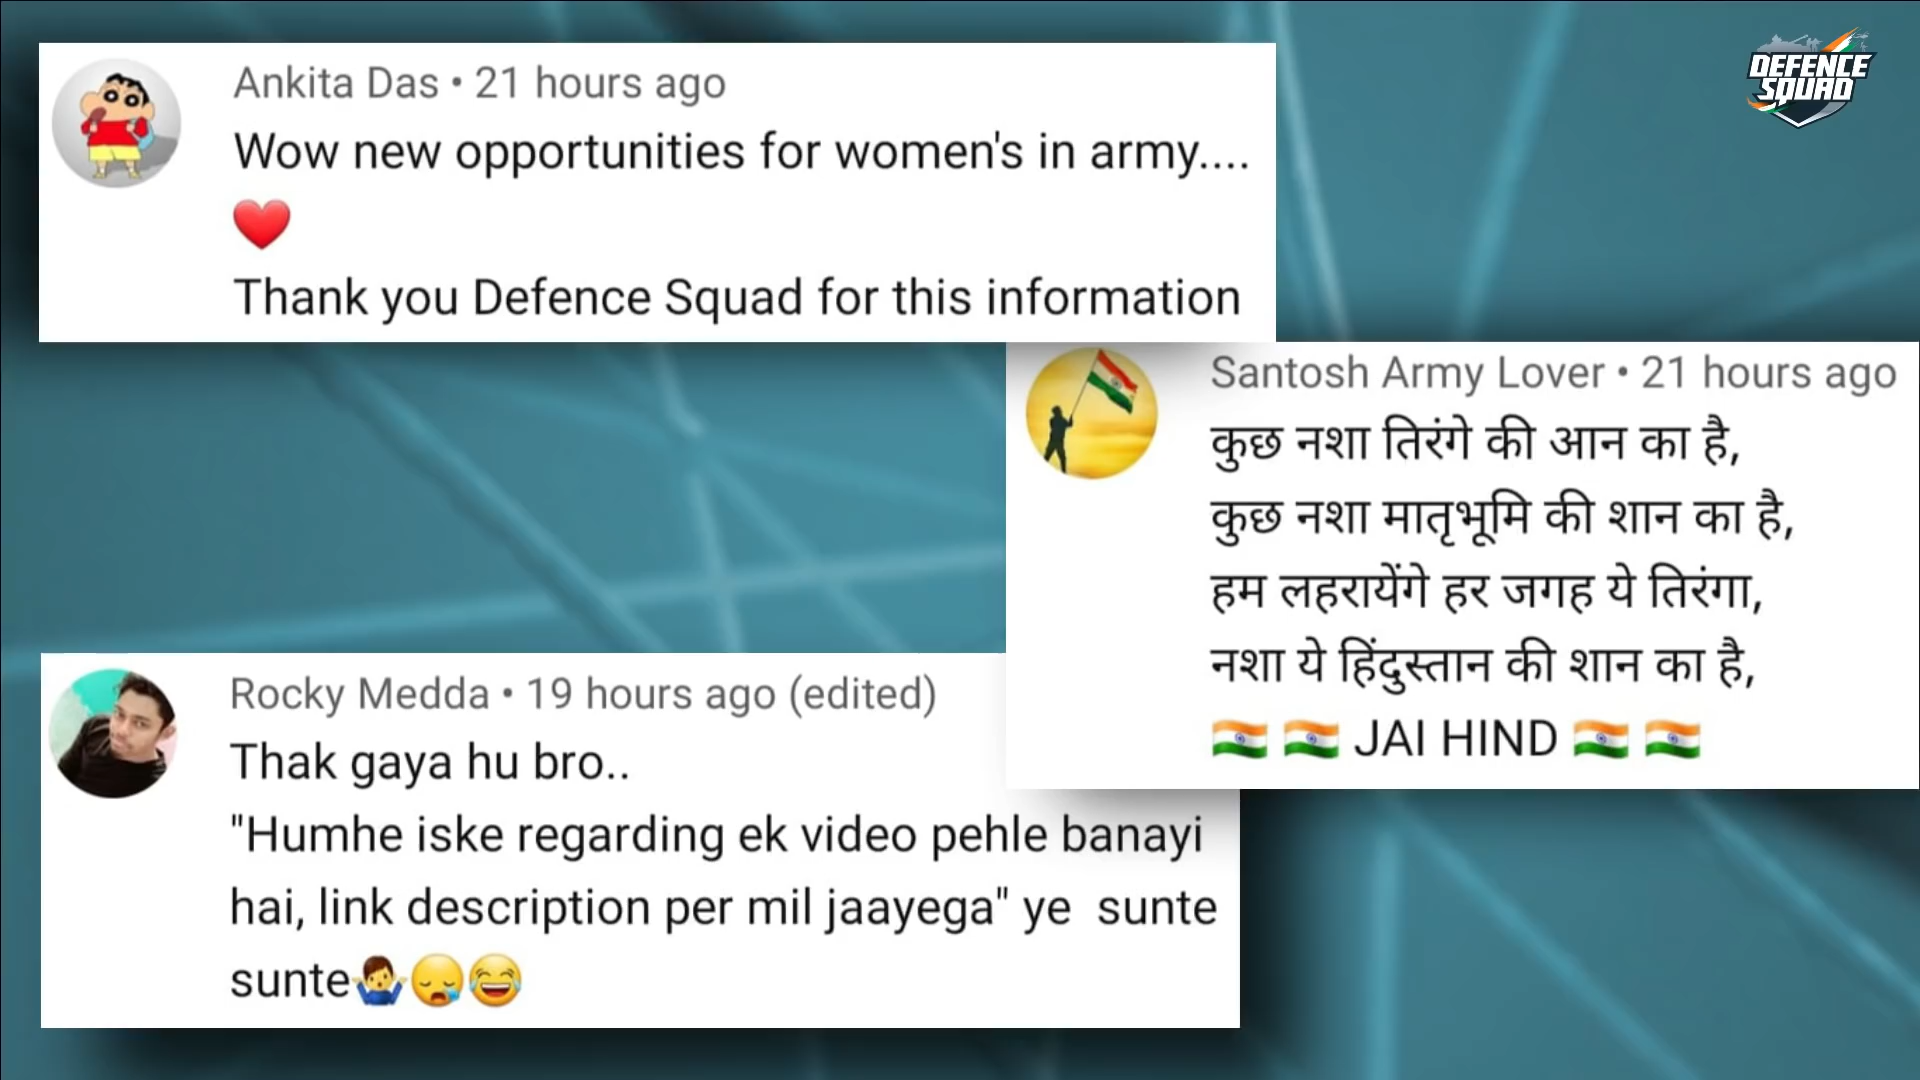 DEFENCE
SQUAD
Ankita Das • 21 hours ago
Wow new opportunities for women's in army....
❤️
Thank you Defence Squad for this information
Santosh Army Lover • 21 hours ago
कुछ नशा तिरंगे की आन का है,
कुछ नशा मातृभूमि की शान का है,
हम लहरायेंगे हर जगह ये तिरंगा,
नशा ये हिंदुस्तान की शान का है,
🇮🇳 🇮🇳 JAI HIND 🇮🇳 🇮🇳
Rocky Medda • 19 hours ago (edited)
Thak gaya hu bro..
"Humhe iske regarding ek video pehle banayi
hai, link description per mil jaayega" ye  sunte
sunte🤷‍♂️😪😂